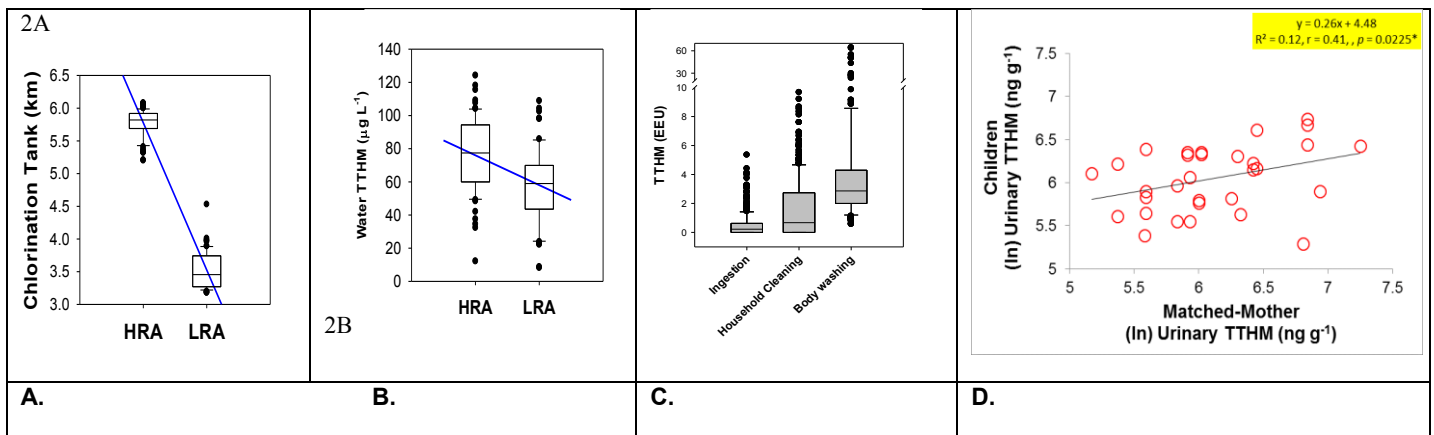 2A
Chlorination Tank (km)
6.5
6.0
5.5
5.0
4.5
4.0
3.5
3.0
HRA LRA
2B
Water TTHM (µg L⁻¹)
140
120
100
80
60
40
20
0
HRA LRA
TTHM (EEU)
60
30
10
8
6
4
2
0
Ingestion
Household Cleaning
Body washing
y = 0.26x + 4.48
R² = 0.12, r = 0.41, , p = 0.0225*
Children
(ln) Urinary TTHM (ng g⁻¹)
7.5
7
6.5
6
5.5
5
5 5.5 6 6.5 7 7.5
Matched-Mother
(ln) Urinary TTHM (ng g⁻¹)
A. B. C. D.